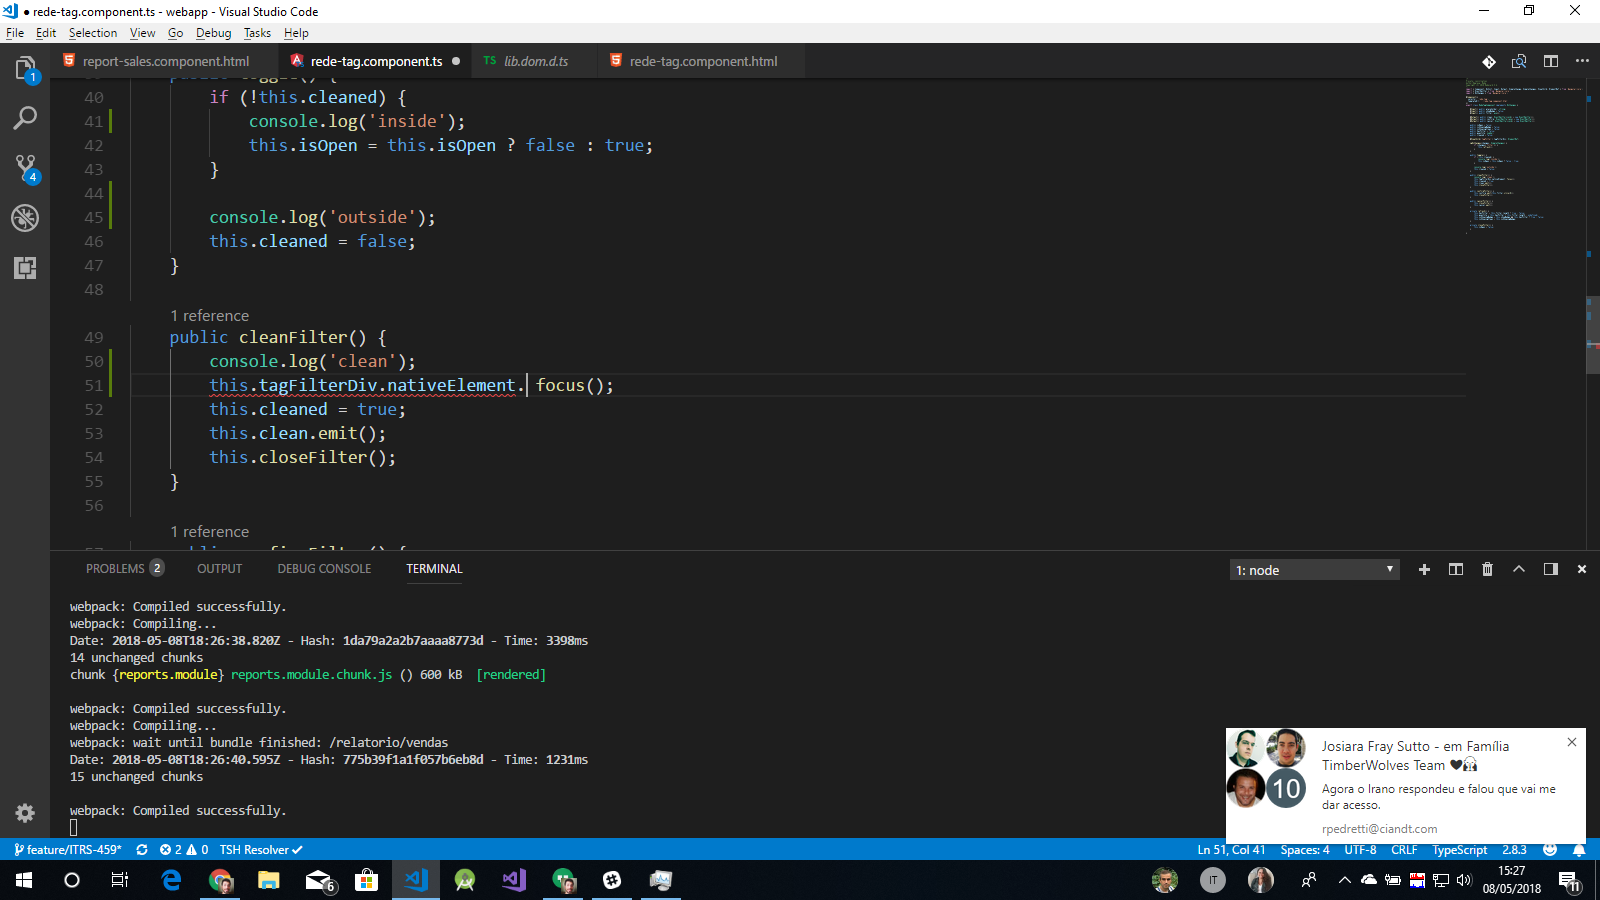 ● rede-tag.component.ts - webapp - Visual Studio Code
File Edit Selection View Go Debug Tasks Help
report-sales.component.html rede-tag.component.ts ● TS lib.dom.d.ts rede-tag.component.html
40 if (!this.cleaned) {
41 console.log('inside');
42 this.isOpen = this.isOpen ? false : true;
43 }
44
45 console.log('outside');
46 this.cleaned = false;
47 }
48
1 reference
49 public cleanFilter() {
50 console.log('clean');
51 this.tagFilterDiv.nativeElement. focus();
52 this.cleaned = true;
53 this.clean.emit();
54 this.closeFilter();
55 }
56
1 reference
1
4
PROBLEMS 2 OUTPUT DEBUG CONSOLE TERMINAL 1: node
webpack: Compiled successfully.
webpack: Compiling...
Date: 2018-05-08T18:26:38.820Z - Hash: 1da79a2a2b7aaaa8773d - Time: 3398ms
14 unchanged chunks
chunk {reports.module} reports.module.chunk.js () 600 kB [rendered]
webpack: Compiled successfully.
webpack: Compiling...
webpack: wait until bundle finished: /relatorio/vendas
Date: 2018-05-08T18:26:40.595Z - Hash: 775b39f1a1f057b6eb8d - Time: 1231ms
15 unchanged chunks
webpack: Compiled successfully.
10
Josiara Fray Sutto - em Família
TimberWolves Team
Agora o Irano respondeu e falou que vai me
dar acesso.
rpedretti@ciandt.com
feature/ITRS-459* 2 0 TSH Resolver Ln 51, Col 41 Spaces: 4 UTF-8 CRLF TypeScript 2.8.3
6
IT
15:27
08/05/2018
11